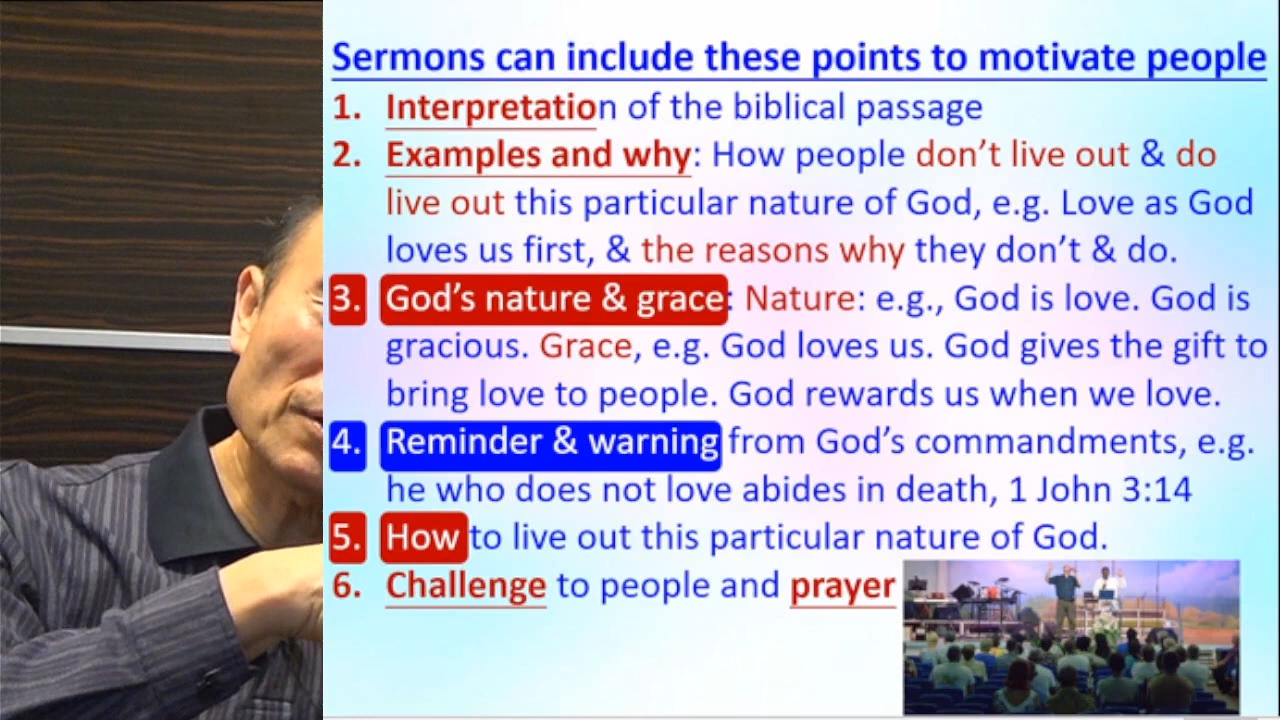 Sermons can include these points to motivate people
1. Interpretation of the biblical passage
2. Examples and why: How people don't live out & do
live out this particular nature of God, e.g. Love as God
loves us first, & the reasons why they don't & do.
3. God's nature & grace: Nature: e.g., God is love. God is
gracious. Grace, e.g. God loves us. God gives the gift to
bring love to people. God rewards us when we love.
4. Reminder & warning from God's commandments, e.g.
he who does not love abides in death, 1 John 3:14
5. How to live out this particular nature of God.
6. Challenge to people and prayer